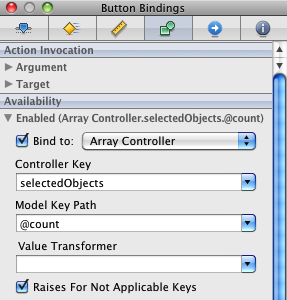 Button Bindings
Action Invocation
Argument
Target
Availability
Enabled (Array Controller.selectedObjects.@count)
Bind to: Array Controller
Controller Key
selectedObjects
Model Key Path
@count
Value Transformer
Raises For Not Applicable Keys